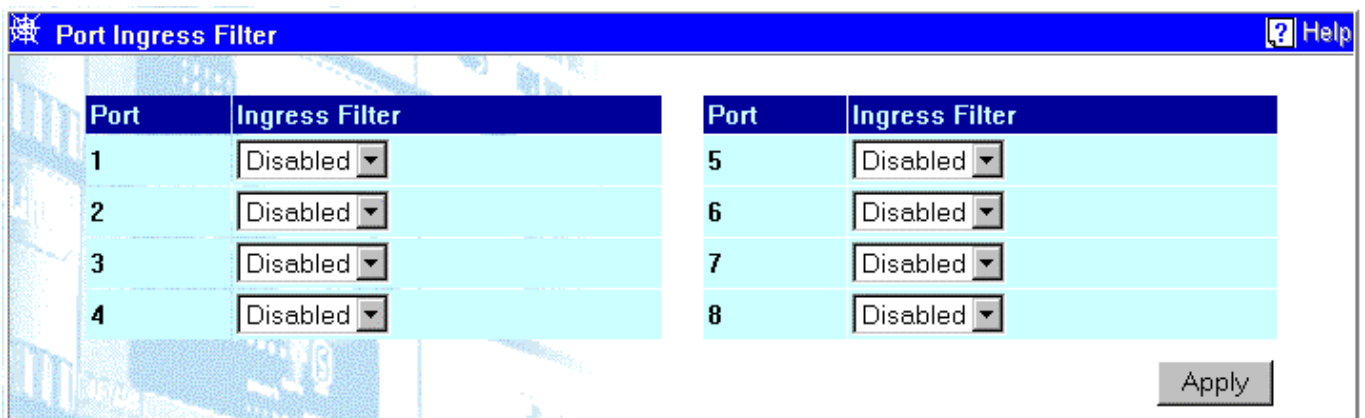 Port Ingress Filter
? Help
Port Ingress Filter Port Ingress Filter
1 Disabled 5 Disabled
2 Disabled 6 Disabled
3 Disabled 7 Disabled
4 Disabled 8 Disabled
Apply